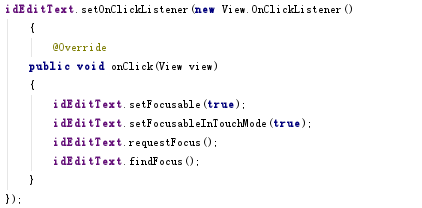 idEditText.setOnClickListener(new View.OnClickListener()
{
@Override
public void onClick(View view)
{
idEditText.setFocusable(true);
idEditText.setFocusableInTouchMode(true);
idEditText.requestFocus();
idEditText.findFocus();
}
});